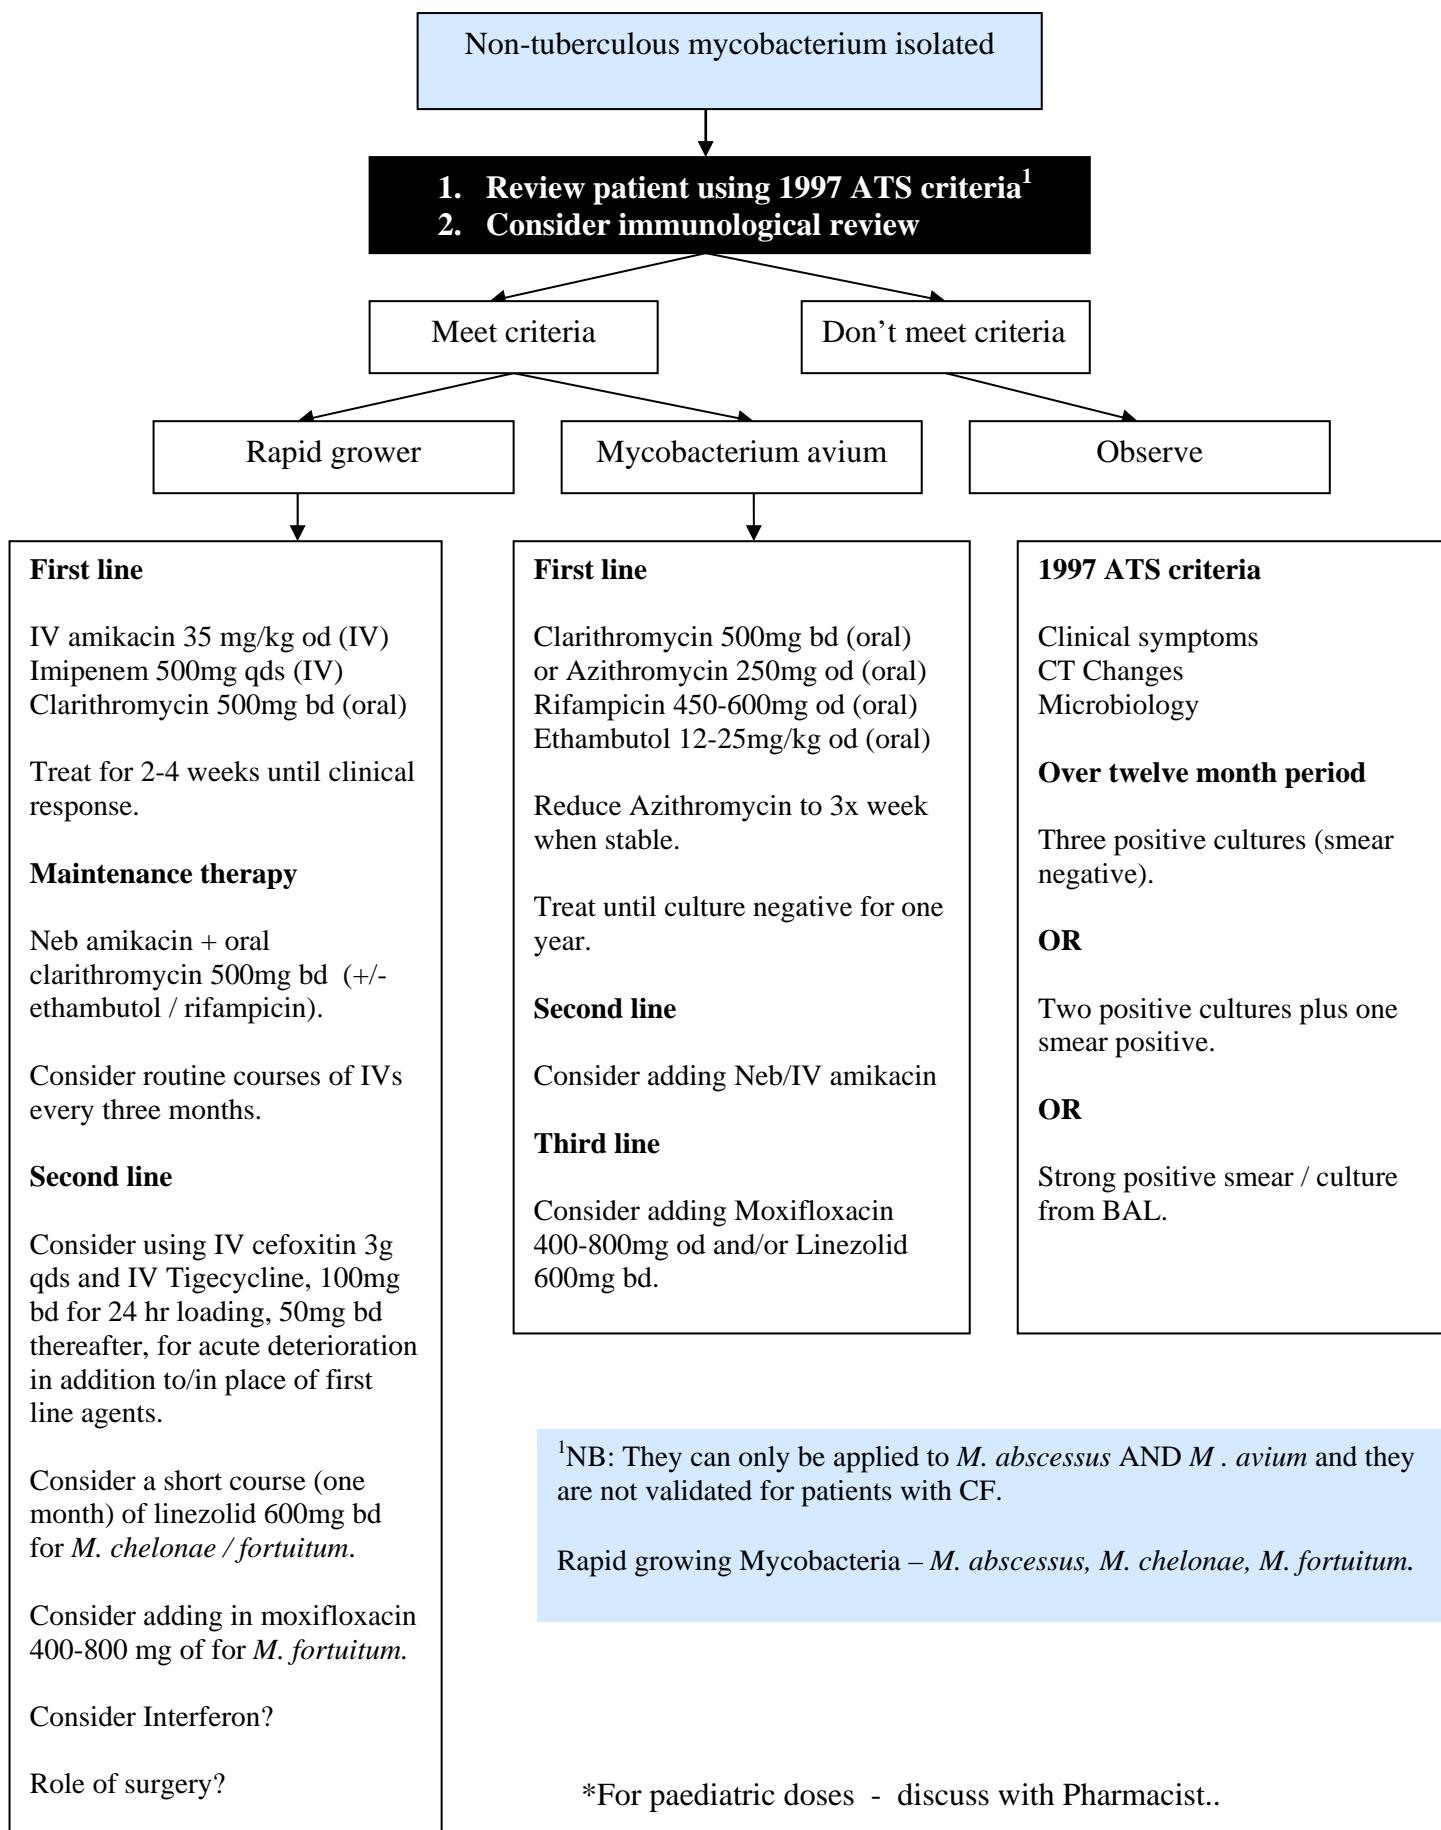 Non-tuberculous mycobacterium isolated
1. Review patient using 1997 ATS criteria1
2. Consider immunological review
Meet criteria
Don’t meet criteria
Rapid grower
Mycobacterium avium
Observe
First line
IV amikacin 35 mg/kg od (IV)
Imipenem 500mg qds (IV)
Clarithromycin 500mg bd (oral)
Treat for 2-4 weeks until clinical
response.
Maintenance therapy
Neb amikacin + oral
clarithromycin 500mg bd (+/-
ethambutol / rifampicin).
Consider routine courses of IVs
every three months.
Second line
Consider using IV cefoxitin 3g
qds and IV Tigecycline, 100mg
bd for 24 hr loading, 50mg bd
thereafter, for acute deterioration
in addition to/in place of first
line agents.
Consider a short course (one
month) of linezolid 600mg bd
for M. chelonae / fortuitum.
Consider adding in moxifloxacin
400-800 mg of for M. fortuitum.
Consider Interferon?
Role of surgery?
First line
Clarithromycin 500mg bd (oral)
or Azithromycin 250mg od (oral)
Rifampicin 450-600mg od (oral)
Ethambutol 12-25mg/kg od (oral)
Reduce Azithromycin to 3x week
when stable.
Treat until culture negative for one
year.
Second line
Consider adding Neb/IV amikacin
Third line
Consider adding Moxifloxacin
400-800mg od and/or Linezolid
600mg bd.
1997 ATS criteria
Clinical symptoms
CT Changes
Microbiology
Over twelve month period
Three positive cultures (smear
negative).
OR
Two positive cultures plus one
smear positive.
OR
Strong positive smear / culture
from BAL.
1NB: They can only be applied to M. abscessus AND M . avium and they
are not validated for patients with CF.
Rapid growing Mycobacteria – M. abscessus, M. chelonae, M. fortuitum.
*For paediatric doses - discuss with Pharmacist..